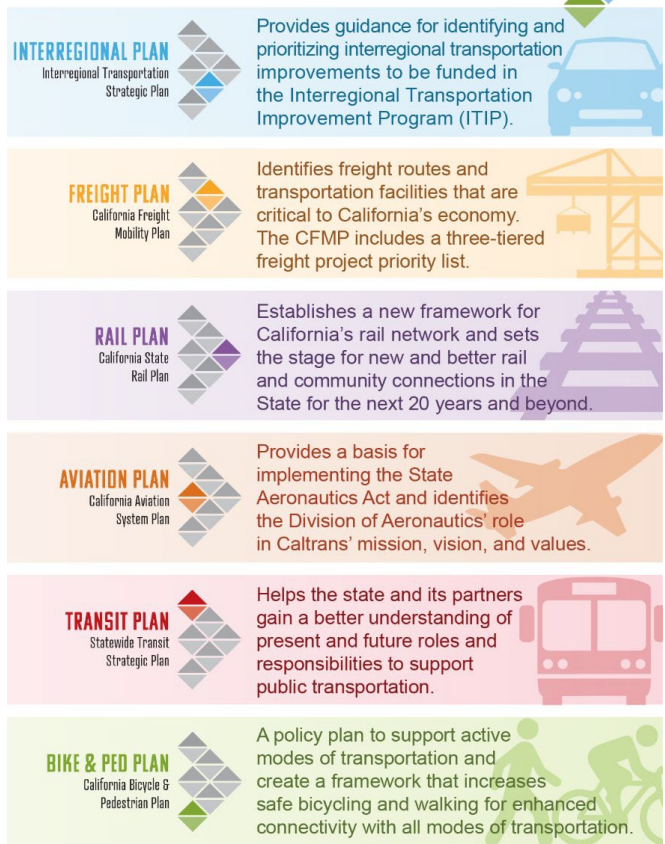 INTERREGIONAL PLAN
Interregional Transportation
Strategic Plan
Provides guidance for identifying and
prioritizing interregional transportation
improvements to be funded in
the Interregional Transportation
Improvement Program (ITIP).
FREIGHT PLAN
California Freight
Mobility Plan
Identifies freight routes and
transportation facilities that are
critical to California's economy.
The CFMP includes a three-tiered
freight project priority list.
RAIL PLAN
California State
Rail Plan
Establishes a new framework for
California's rail network and sets
the stage for new and better rail
and community connections in the
State for the next 20 years and beyond.
AVIATION PLAN
California Aviation
System Plan
Provides a basis for
implementing the State
Aeronautics Act and identifies
the Division of Aeronautics' role
in Caltrans' mission, vision, and values.
TRANSIT PLAN
Statewide Transit
Strategic Plan
Helps the state and its partners
gain a better understanding of
present and future roles and
responsibilities to support
public transportation.
BIKE & PED PLAN
California Bicycle &
Pedestrian Plan
A policy plan to support active
modes of transportation and
create a framework that increases
safe bicycling and walking for enhanced
connectivity with all modes of transportation.